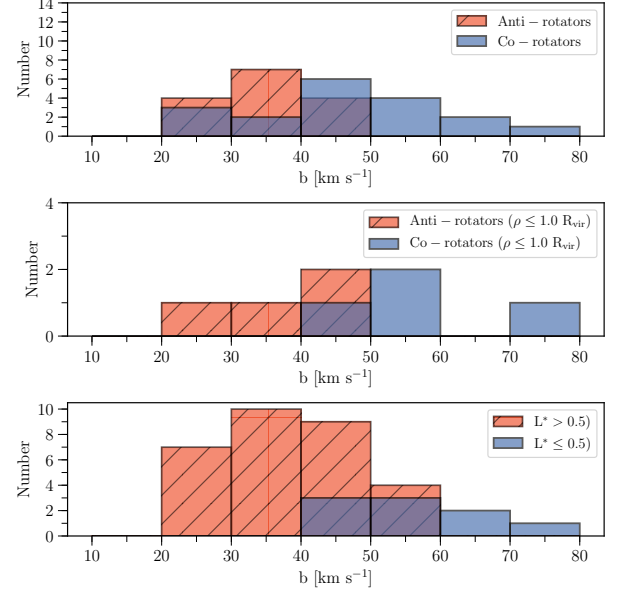 14
12
10
8
6
4
2
0
Number
Anti − rotators
Co − rotators
10 20 30 40 50 60 70 80
b [km s⁻¹]
4
2
0
Number
Anti − rotators (ρ ≤ 1.0 Rvir)
Co − rotators (ρ ≤ 1.0 Rvir)
10 20 30 40 50 60 70 80
b [km s⁻¹]
10
8
6
4
2
0
Number
L* > 0.5)
L* ≤ 0.5)
10 20 30 40 50 60 70 80
b [km s⁻¹]